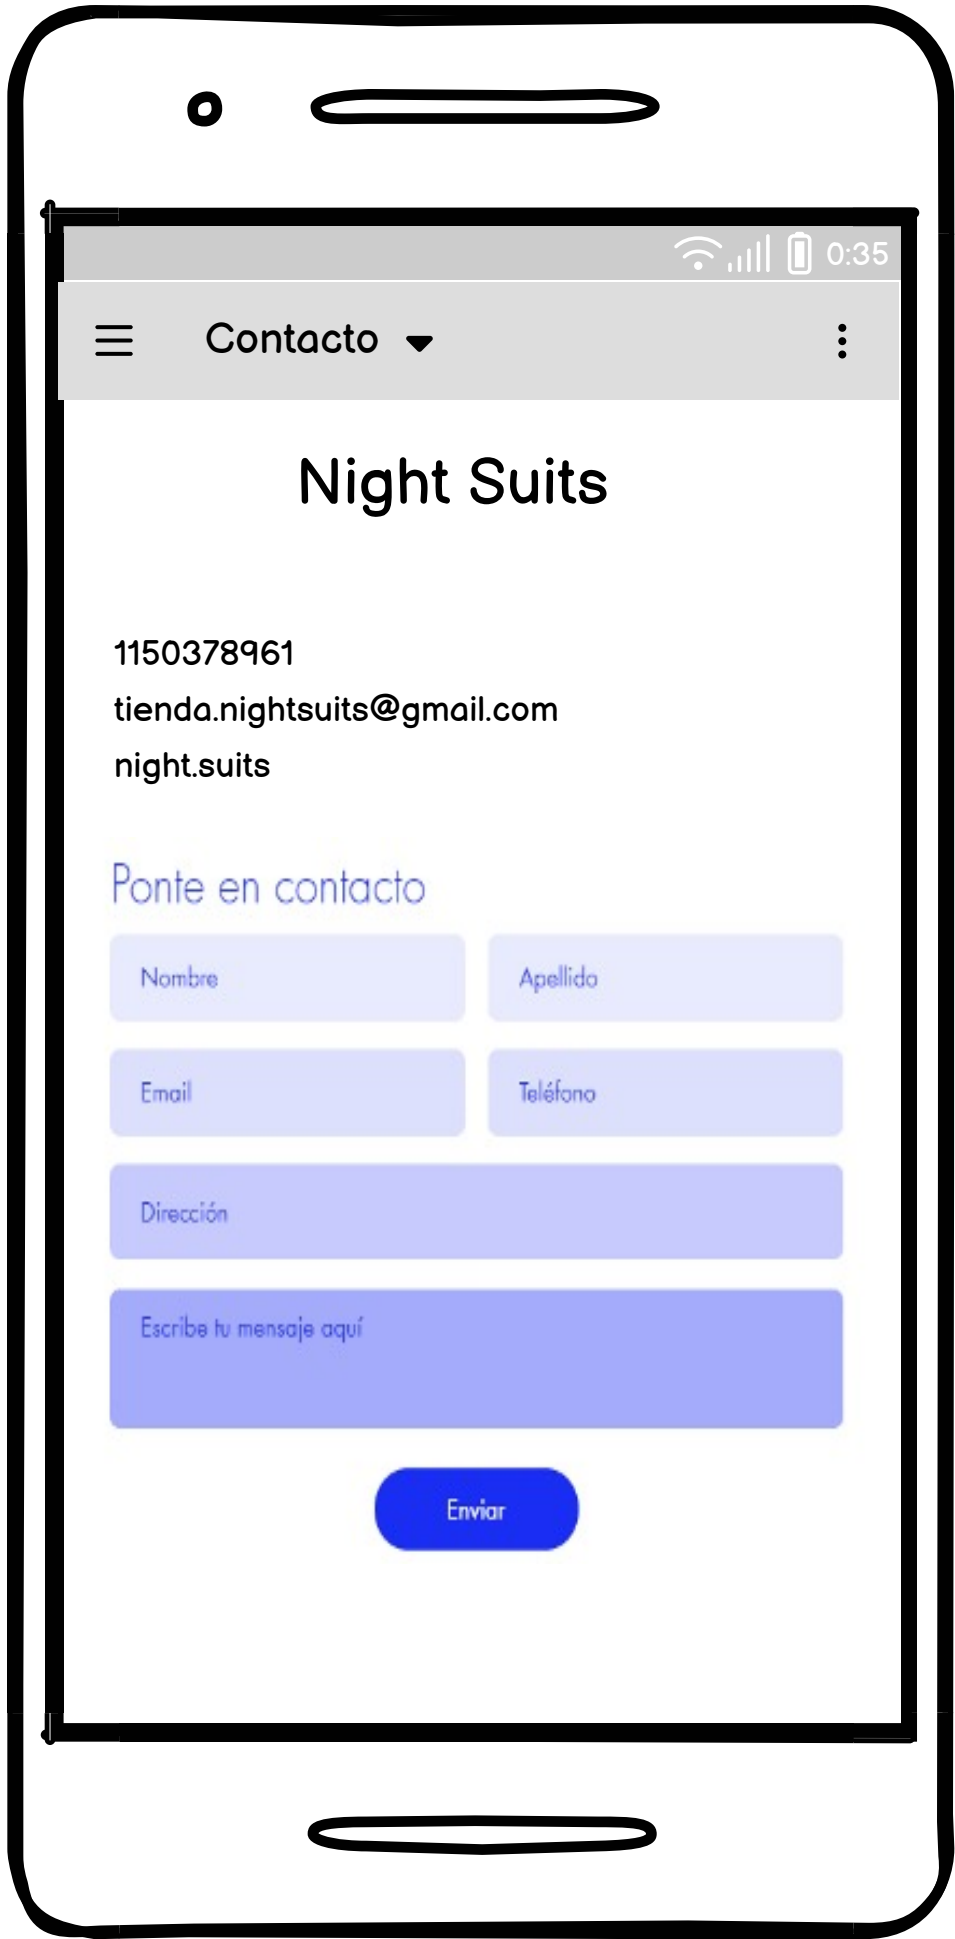 0:35
Contacto
Night Suits
1150378961
tienda.nightsuits@gmail.com
night.suits
Ponte en contacto
Nombre Apellido
Email Teléfono
Dirección
Escribe tu mensaje aquí
Enviar